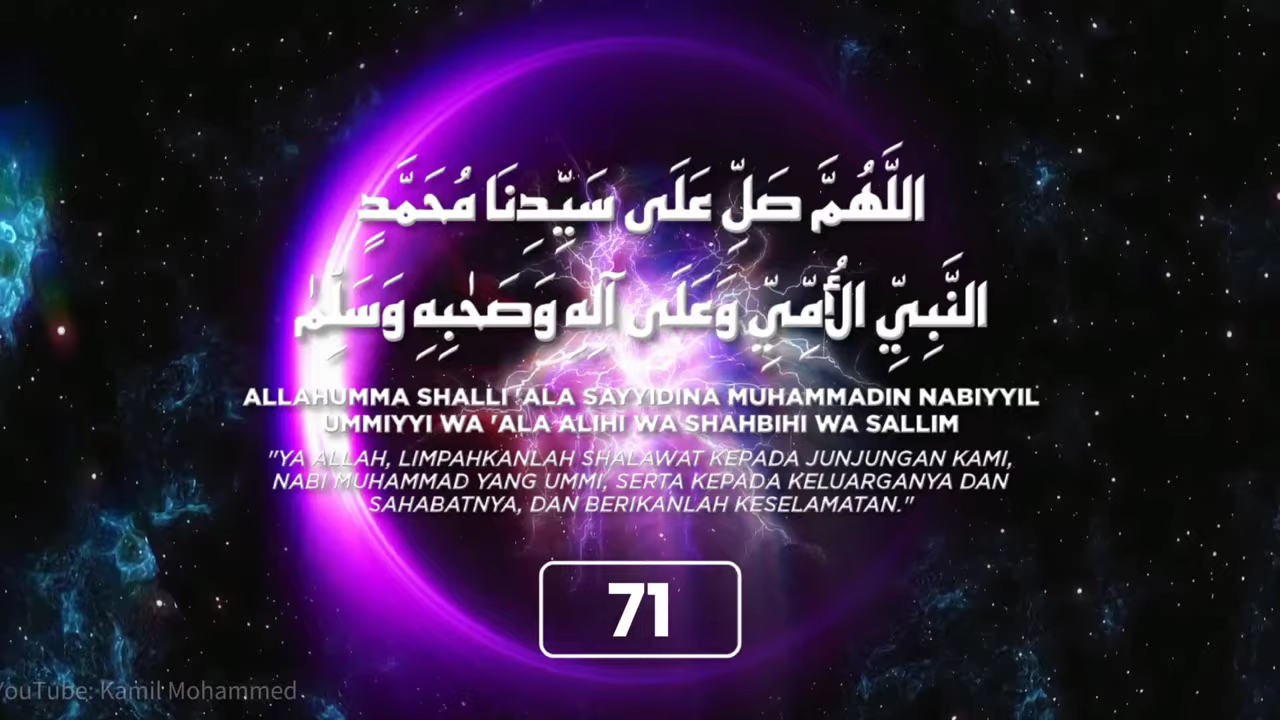 اللَّهُمَّ صَلِّ عَلَى سَيِّدِنَا مُحَمَّدٍ
النَّبِيِّ الأُمِّيِّ وَعَلَى آلِهِ وَصَحْبِهِ وَسَلِّمْ
ALLAHUMMA SHALLI 'ALA SAYYIDINA MUHAMMADIN NABIYYIL
UMMIYYI WA 'ALA ALIHI WA SHAHBIHI WA SALLIM
"YA ALLAH, LIMPAHKANLAH SHALAWAT KEPADA JUNJUNGAN KAMI,
NABI MUHAMMAD YANG UMMI, SERTA KEPADA KELUARGANYA DAN
SAHABATNYA, DAN BERIKANLAH KESELAMATAN."
71
YouTube: Kamil Mohammed